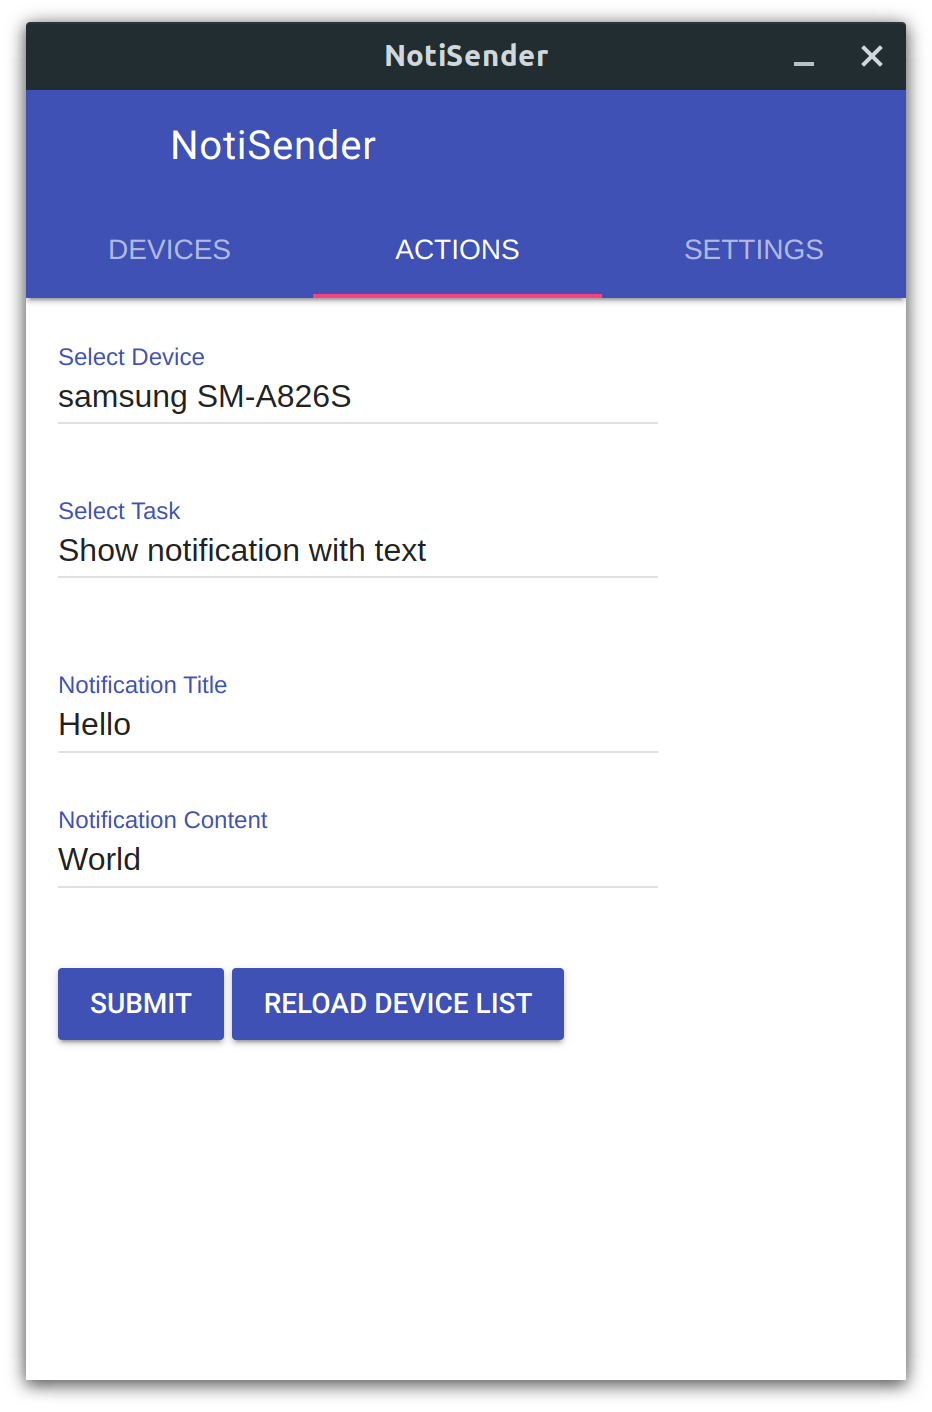 NotiSender
NotiSender
DEVICES ACTIONS SETTINGS
Select Device
samsung SM-A826S
Select Task
Show notification with text
Notification Title
Hello
Notification Content
World
SUBMIT RELOAD DEVICE LIST